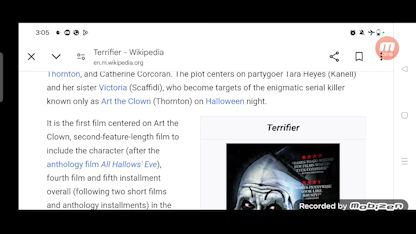 3:05
Terrifier - Wikipedia
en.m.wikipedia.org
Thornton, and Catherine Corcoran. The plot centers on partygoer Tara Heyes (Kanell)
and her sister Victoria (Scaffidi), who become targets of the enigmatic serial killer
known only as Art the Clown (Thornton) on Halloween night.
It is the first film centered on Art the
Clown, second-feature-length film to
include the character (after the
anthology film All Hallows' Eve),
fourth film and fifth installment
overall (following two short films
and anthology installments) in the
Terrifier
Recorded by MOBIZEN